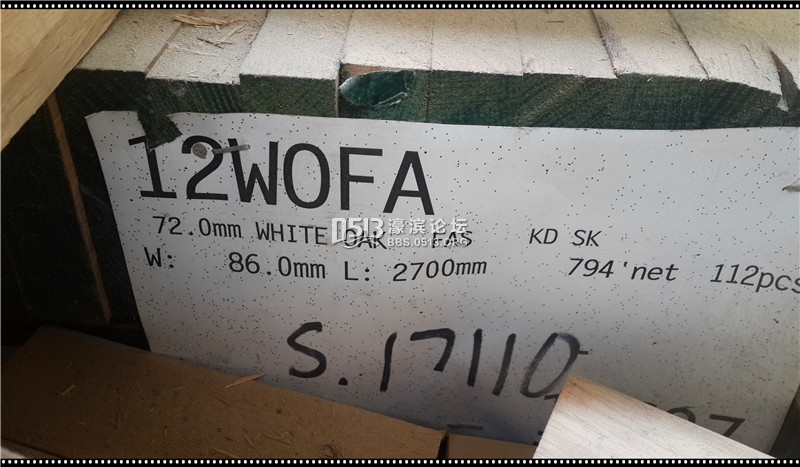 12WOFA
72.0mm WHITE OAK FAS KD SK
W: 86.0mm L: 2700mm 794'net 112pcs
S.17110
0513 濠滨论坛
BBS.0513.ORG